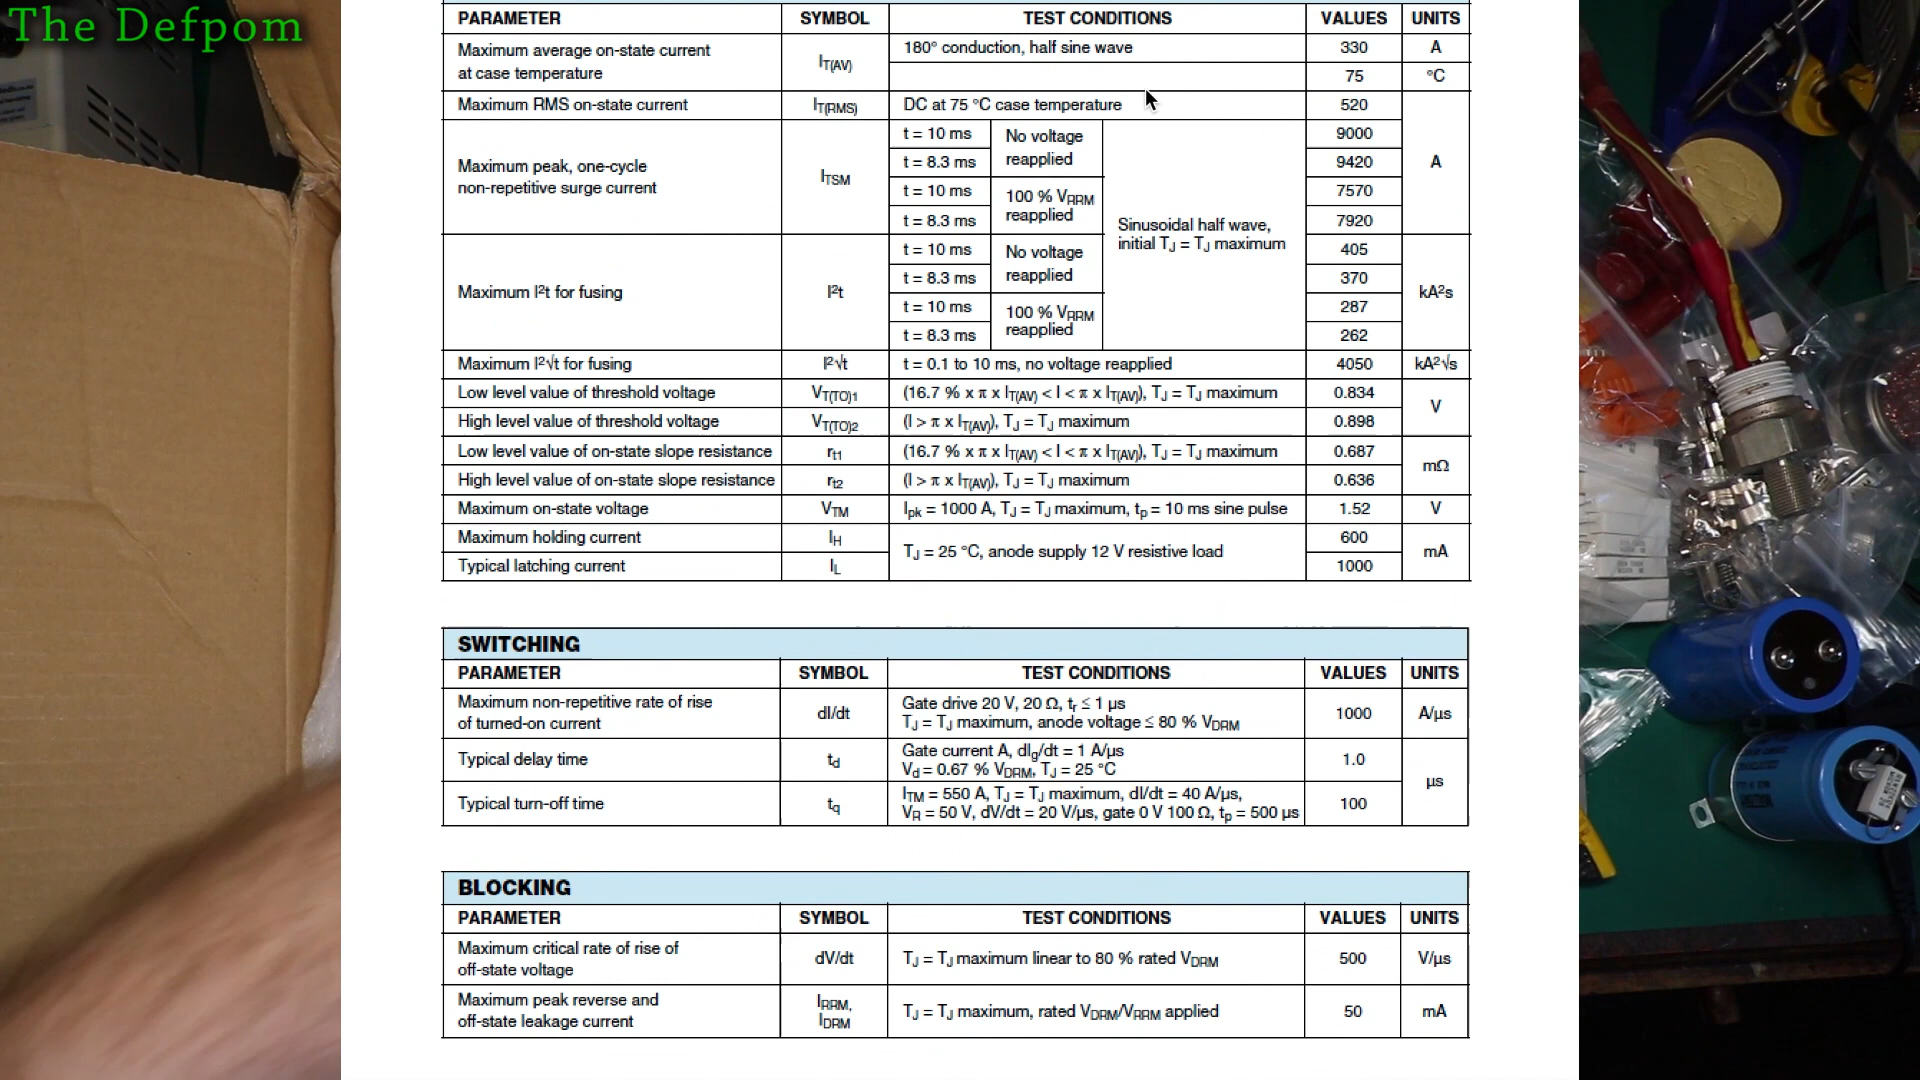 The Defpom
PARAMETER SYMBOL TEST CONDITIONS VALUES UNITS
Maximum average on-state current
at case temperature
IT(AV)
180° conduction, half sine wave 330 A
75 °C
Maximum RMS on-state current IT(RMS) DC at 75 °C case temperature 520
A
Maximum peak, one-cycle
non-repetitive surge current
ITSM
t = 10 ms
No voltage
reapplied
9000
t = 8.3 ms 9420
t = 10 ms
100 % VRRM
reapplied
7570
t = 8.3 ms 7920
Sinusoidal half wave,
initial TJ = TJ maximum
Maximum I²t for fusing I²t
t = 10 ms
No voltage
reapplied
405
t = 8.3 ms 370
kA²s
t = 10 ms
100 % VRRM
reapplied
287
t = 8.3 ms 262
Maximum I²√t for fusing I²√t t = 0.1 to 10 ms, no voltage reapplied 4050 kA²√s
Low level value of threshold voltage VT(TO)1 (16.7 % x π x IT(AV) < I < π x IT(AV)), TJ = TJ maximum 0.834
V
High level value of threshold voltage VT(TO)2 (I > π x IT(AV)), TJ = TJ maximum 0.898
Low level value of on-state slope resistance rt1 (16.7 % x π x IT(AV) < I < π x IT(AV)), TJ = TJ maximum 0.687
mΩ
High level value of on-state slope resistance rt2 (I > π x IT(AV)), TJ = TJ maximum 0.636
Maximum on-state voltage VTM Ipk = 1000 A, TJ = TJ maximum, tp = 10 ms sine pulse 1.52 V
Maximum holding current IH
TJ = 25 °C, anode supply 12 V resistive load
600
mA
Typical latching current IL 1000
SWITCHING
PARAMETER SYMBOL TEST CONDITIONS VALUES UNITS
Maximum non-repetitive rate of rise
of turned-on current
dI/dt
Gate drive 20 V, 20 Ω, tr ≤ 1 µs
TJ = TJ maximum, anode voltage ≤ 80 % VDRM
1000 A/µs
Typical delay time td
Gate current A, dIg/dt = 1 A/µs
Vd = 0.67 % VDRM, TJ = 25 °C
1.0
µs
Typical turn-off time tq
ITM = 550 A, TJ = TJ maximum, dI/dt = 40 A/µs,
VR = 50 V, dV/dt = 20 V/µs, gate 0 V 100 Ω, tp = 500 µs
100
BLOCKING
PARAMETER SYMBOL TEST CONDITIONS VALUES UNITS
Maximum critical rate of rise of
off-state voltage
dV/dt TJ = TJ maximum linear to 80 % rated VDRM 500 V/µs
Maximum peak reverse and
off-state leakage current
IRRM,
IDRM
TJ = TJ maximum, rated VDRM/VRRM applied 50 mA